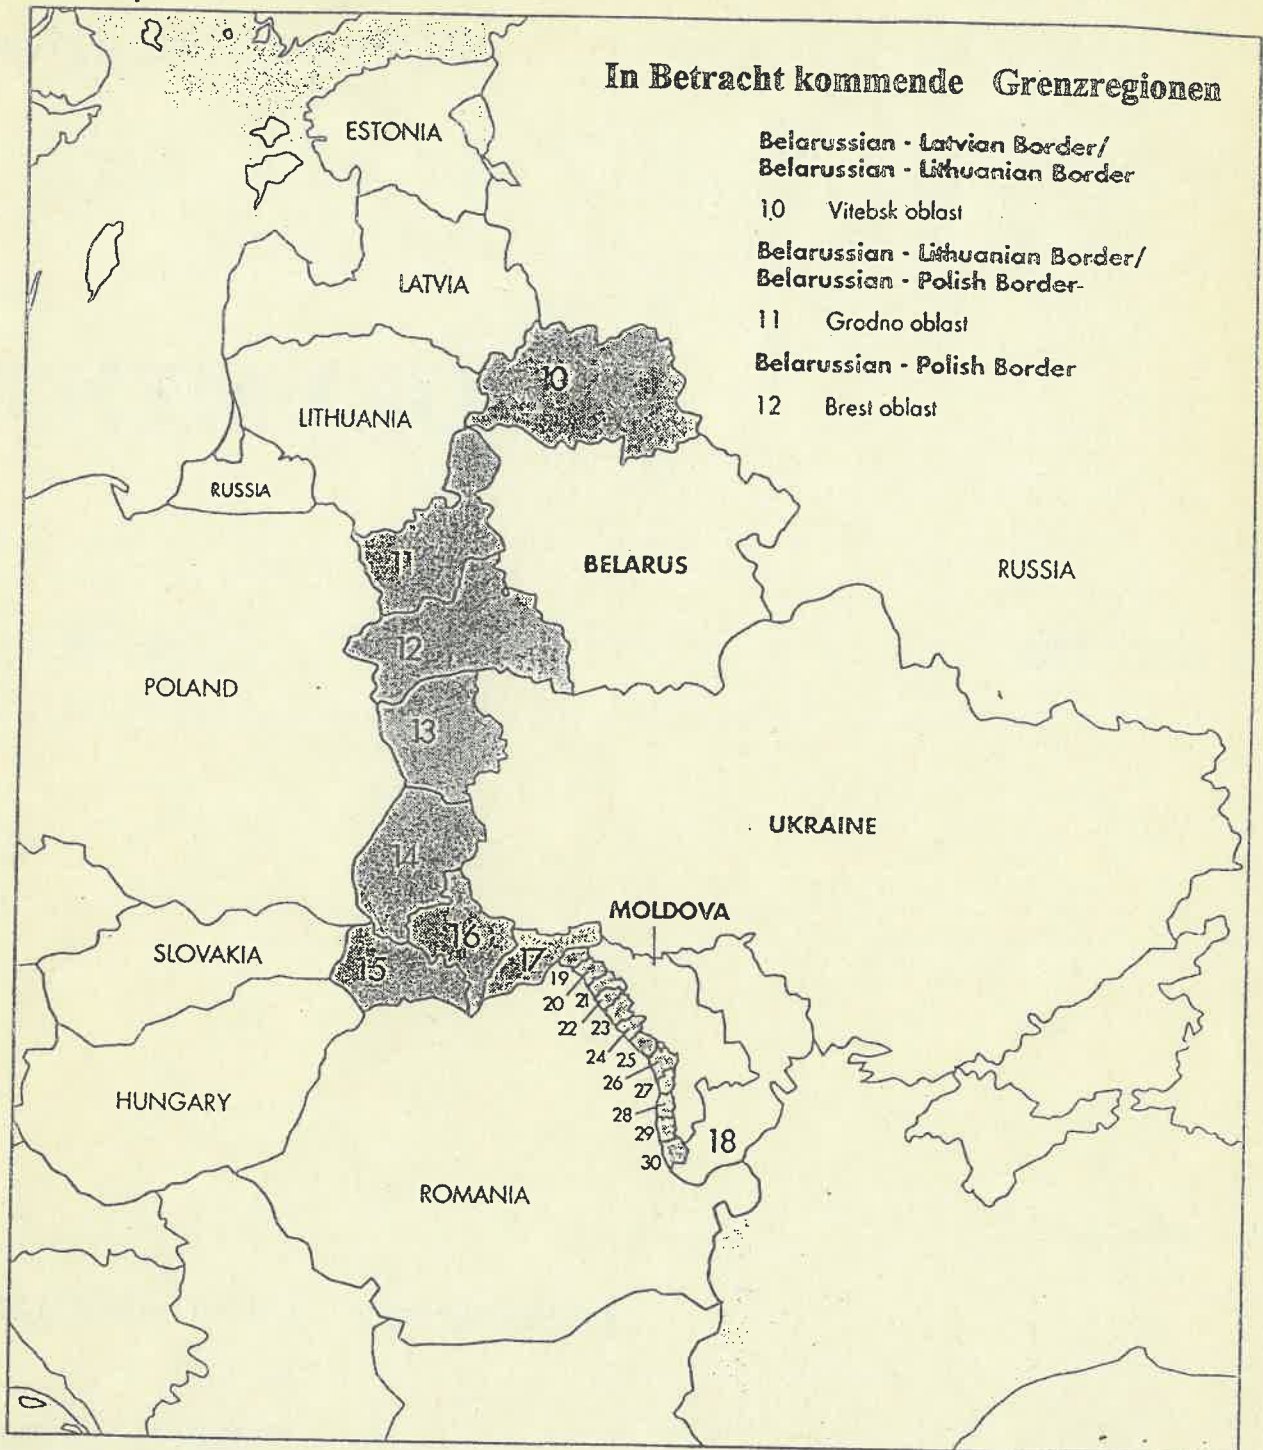 In Betracht kommende Grenzregionen
Belarussian - Latvian Border/
Belarussian - Lithuanian Border
10 Vitebsk oblast
Belarussian - Lithuanian Border/
Belarussian - Polish Border-
11 Grodno oblast
Belarussian - Polish Border
12 Brest oblast
ESTONIA
LATVIA
10
LITHUANIA
RUSSIA
11
BELARUS
RUSSIA
12
POLAND
13
UKRAINE
14
MOLDOVA
SLOVAKIA
15
16
17
19
20
21
22
23
24
25
26
27
28
29
30
18
HUNGARY
ROMANIA